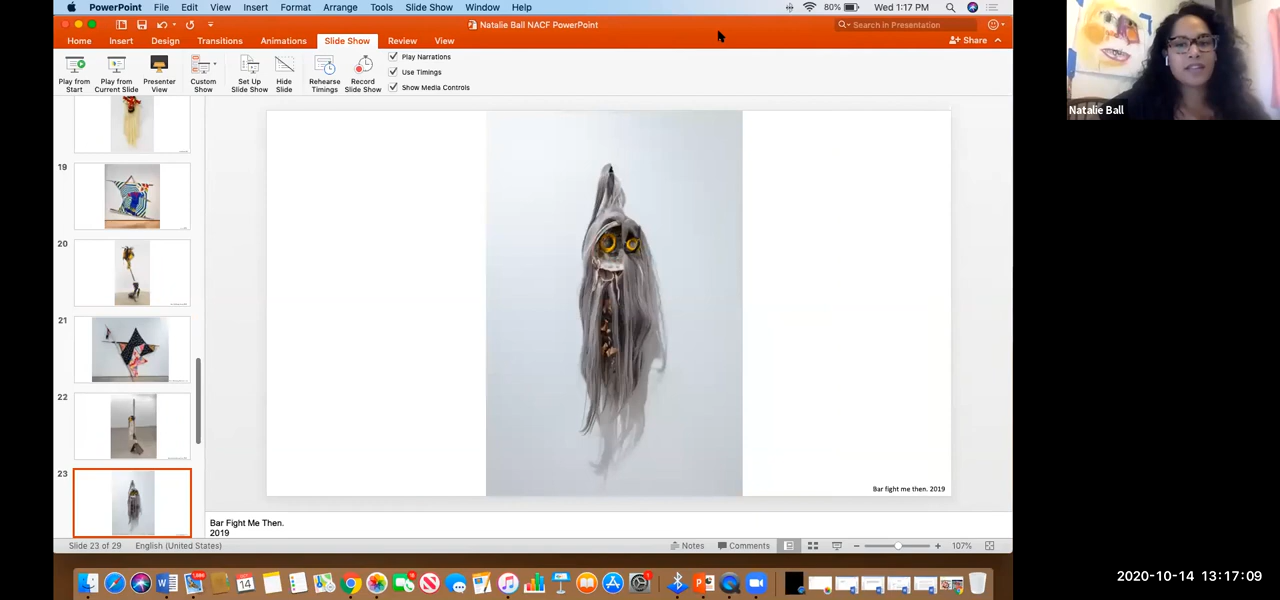 PowerPoint File Edit View Insert Format Arrange Tools Slide Show Window Help
80% Wed 1:17 PM
Natalie Ball NACF PowerPoint
Search in Presentation
Home Insert Design Transitions Animations Slide Show Review View
Share
Play from Start
Play from Current Slide
Presenter View
Custom Show
Set Up Slide Show
Hide Slide
Rehearse Timings
Record Slide Show
Play Narrations
Use Timings
Show Media Controls
Natalie Ball
19
20
21
22
23
Bar fight me then. 2019
Bar Fight Me Then.
2019
Slide 23 of 29 English (United States)
Notes Comments 107%
14
2020-10-14 13:17:09